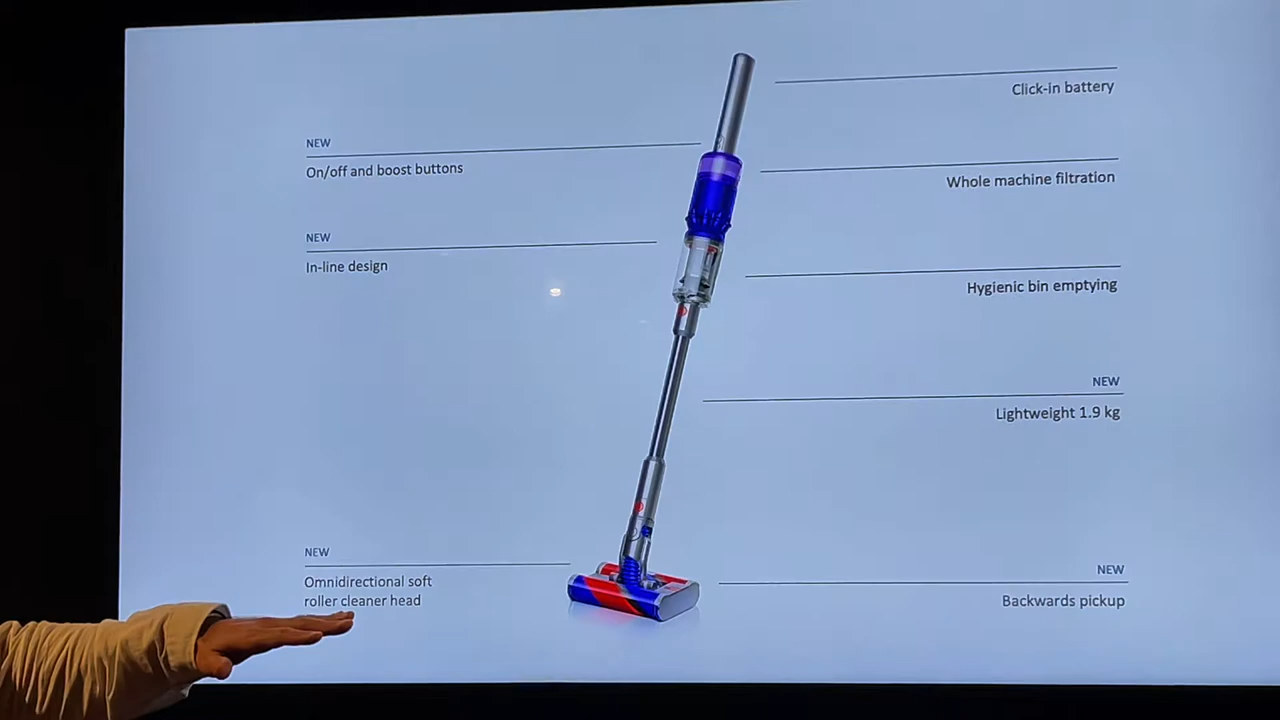 NEW
On/off and boost buttons
NEW
In-line design
NEW
Omnidirectional soft
roller cleaner head
Click-in battery
Whole machine filtration
Hygienic bin emptying
NEW
Lightweight 1.9 kg
NEW
Backwards pickup